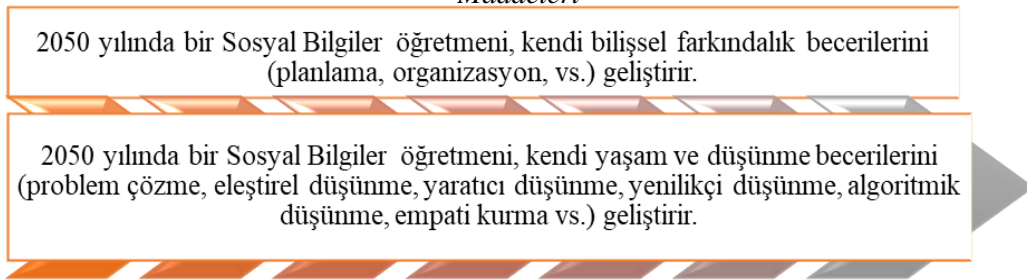 Maddeleri
2050 yılında bir Sosyal Bilgiler öğretmeni, kendi bilişsel farkındalık becerilerini
(planlama, organizasyon, vs.) geliştirir.
2050 yılında bir Sosyal Bilgiler öğretmeni, kendi yaşam ve düşünme becerilerini
(problem çözme, eleştirel düşünme, yaratıcı düşünme, yenilikçi düşünme, algoritmik
düşünme, empati kurma vs.) geliştirir.